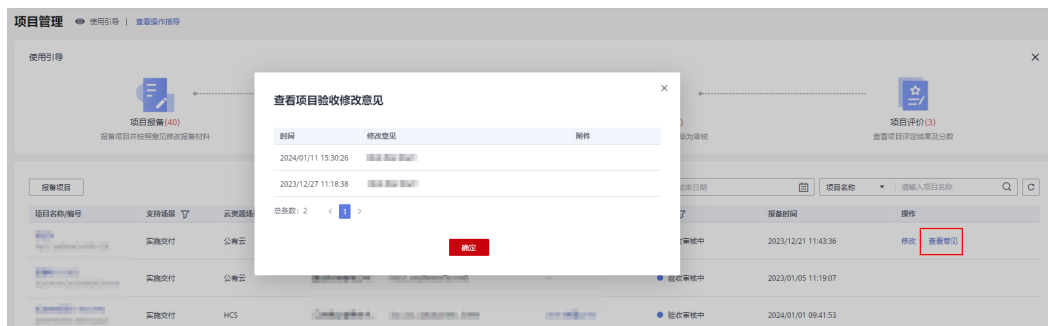 项目管理 使用引导 | 查看操作指导
使用引导
项目报备(40)
报备项目并按照意见修改报备材料
项目评价(3)
查看项目评定结果及分数
查看项目验收修改意见
时间 修改意见 附件
2024/01/11 15:30:26
2023/12/27 11:18:38
总条数: 2 < 1 >
确定
报备项目 结束日期 项目名称 请输入项目名称
项目名称/编号 支持场景 云资源场 报备时间 操作
实施交付 公有云 审核中 2023/12/21 11:43:36 修改 查看意见
实施交付 公有云 验收审核中 2023/01/05 11:19:07
实施交付 HCS 验收审核中 2024/01/01 09:41:53